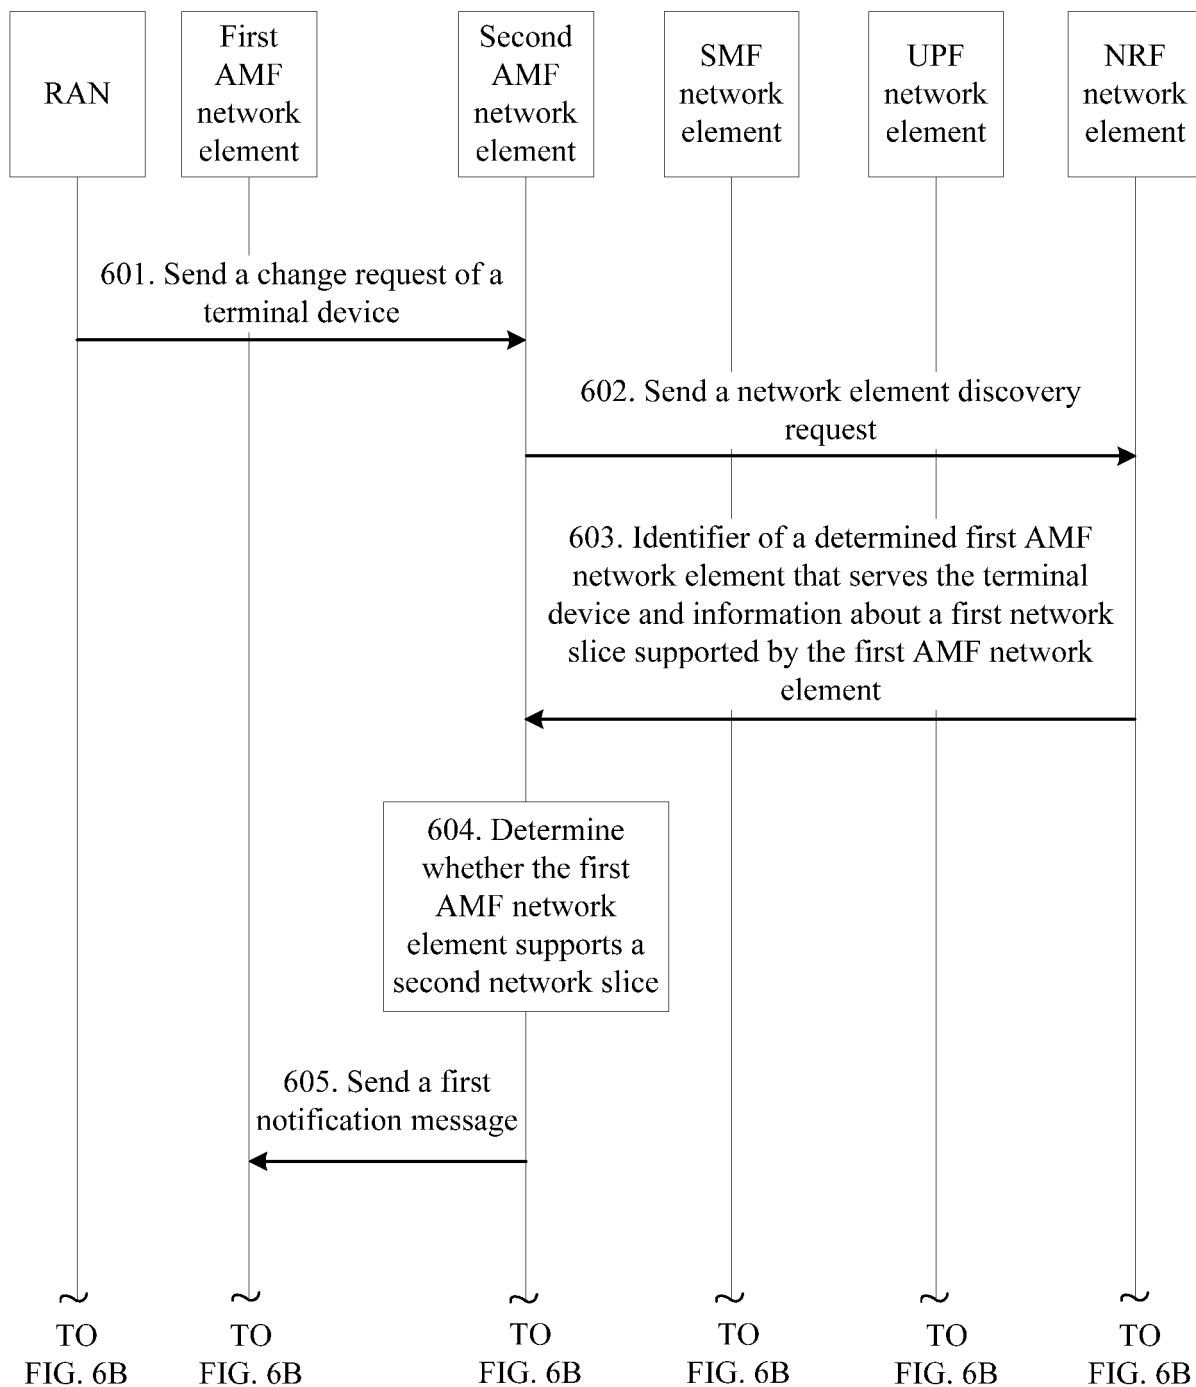 RAN
First
AMF
network
element
Second
AMF
network
element
SMF
network
element
UPF
network
element
NRF
network
element
601. Send a change request of a
terminal device
602. Send a network element discovery
request
603. Identifier of a determined first AMF
network element that serves the terminal
device and information about a first network
slice supported by the first AMF network
element
604. Determine
whether the first
AMF network
element supports a
second network slice
605. Send a first
notification message
TO
FIG. 6B
TO
FIG. 6B
TO
FIG. 6B
TO
FIG. 6B
TO
FIG. 6B
TO
FIG. 6B